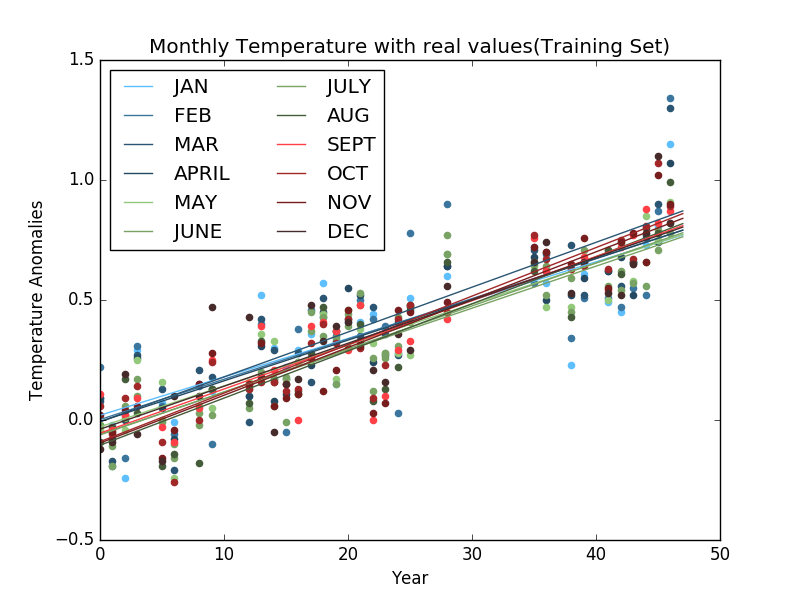 Monthly Temperature with real values(Training Set)
1.5
1.0
0.5
0.0
−0.5
Temperature Anomalies
JAN
FEB
MAR
APRIL
MAY
JUNE
JULY
AUG
SEPT
OCT
NOV
DEC
0
10
20
30
40
50
Year